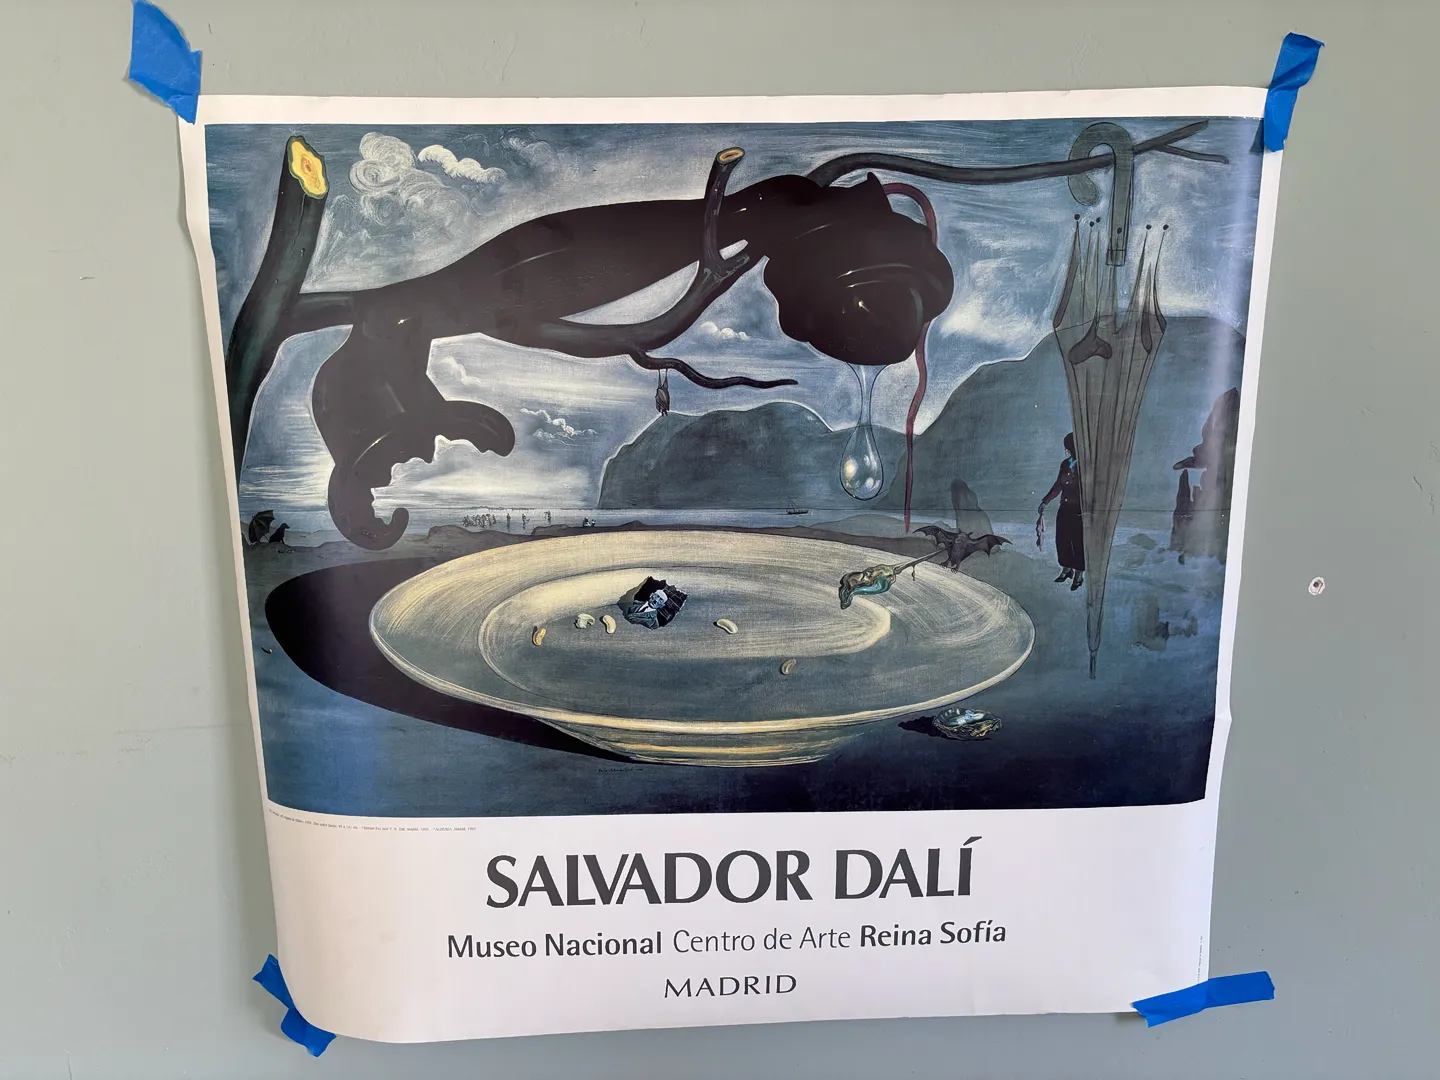 SALVADOR DALÍ
Museo Nacional Centro de Arte Reina Sofía
MADRID